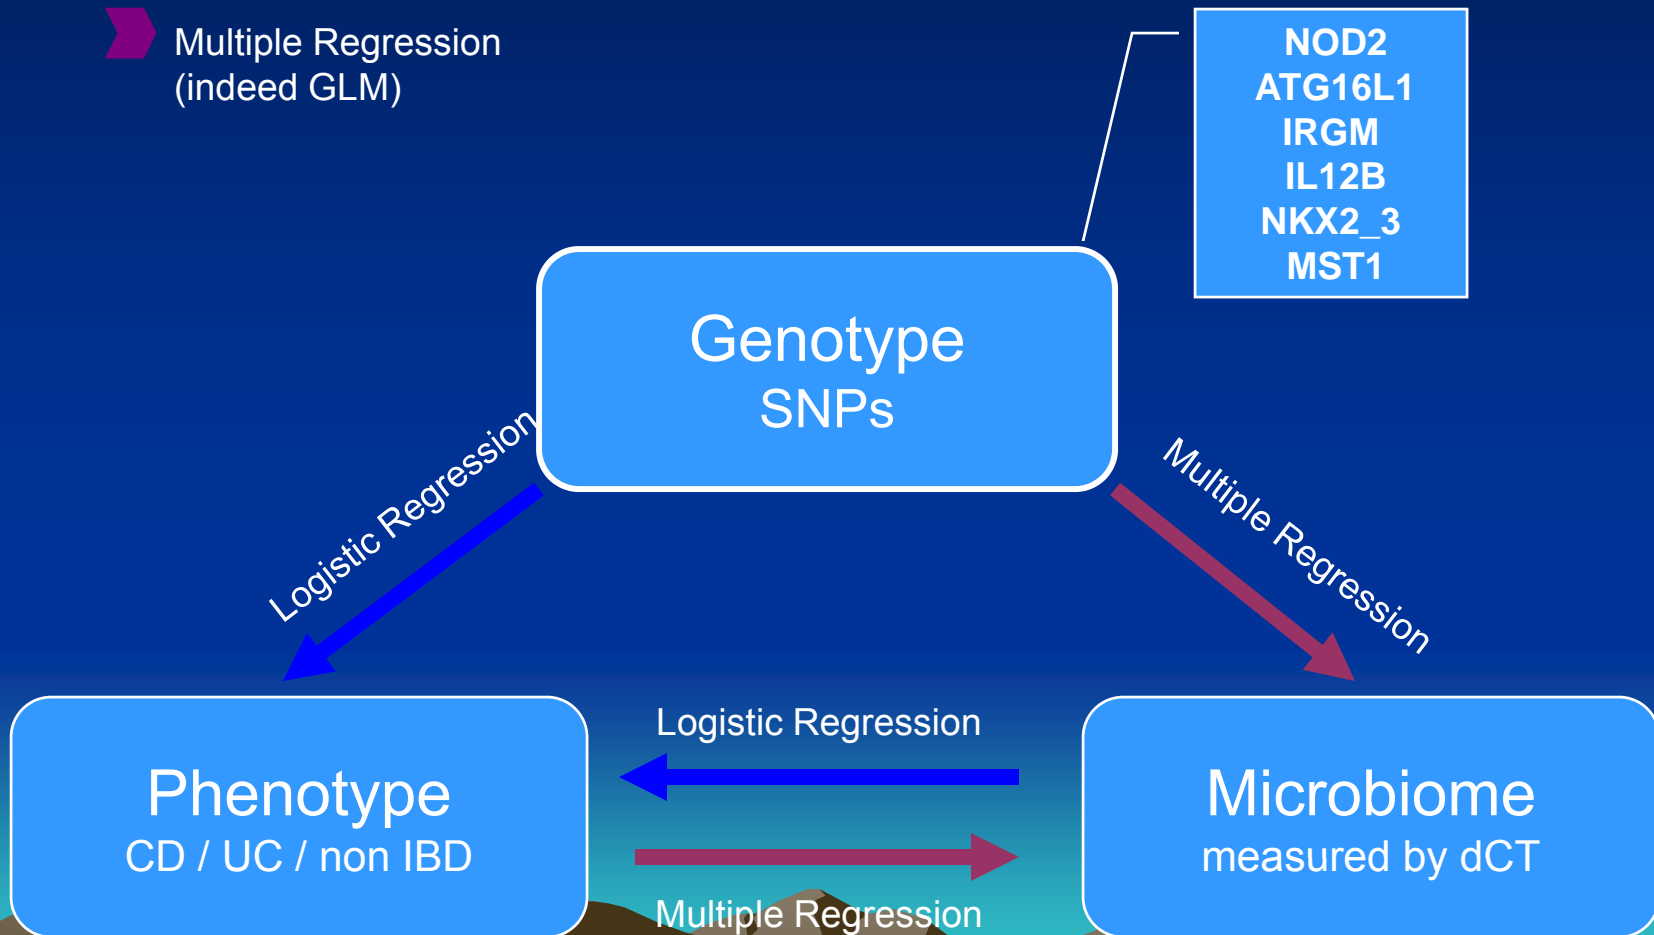 Multiple Regression
(indeed GLM)
NOD2
ATG16L1
IRGM
IL12B
NKX2_3
MST1
Genotype
SNPs
Logistic Regression
Multiple Regression
Logistic Regression
Phenotype
CD / UC / non IBD
Microbiome
measured by dCT
Multiple Regression